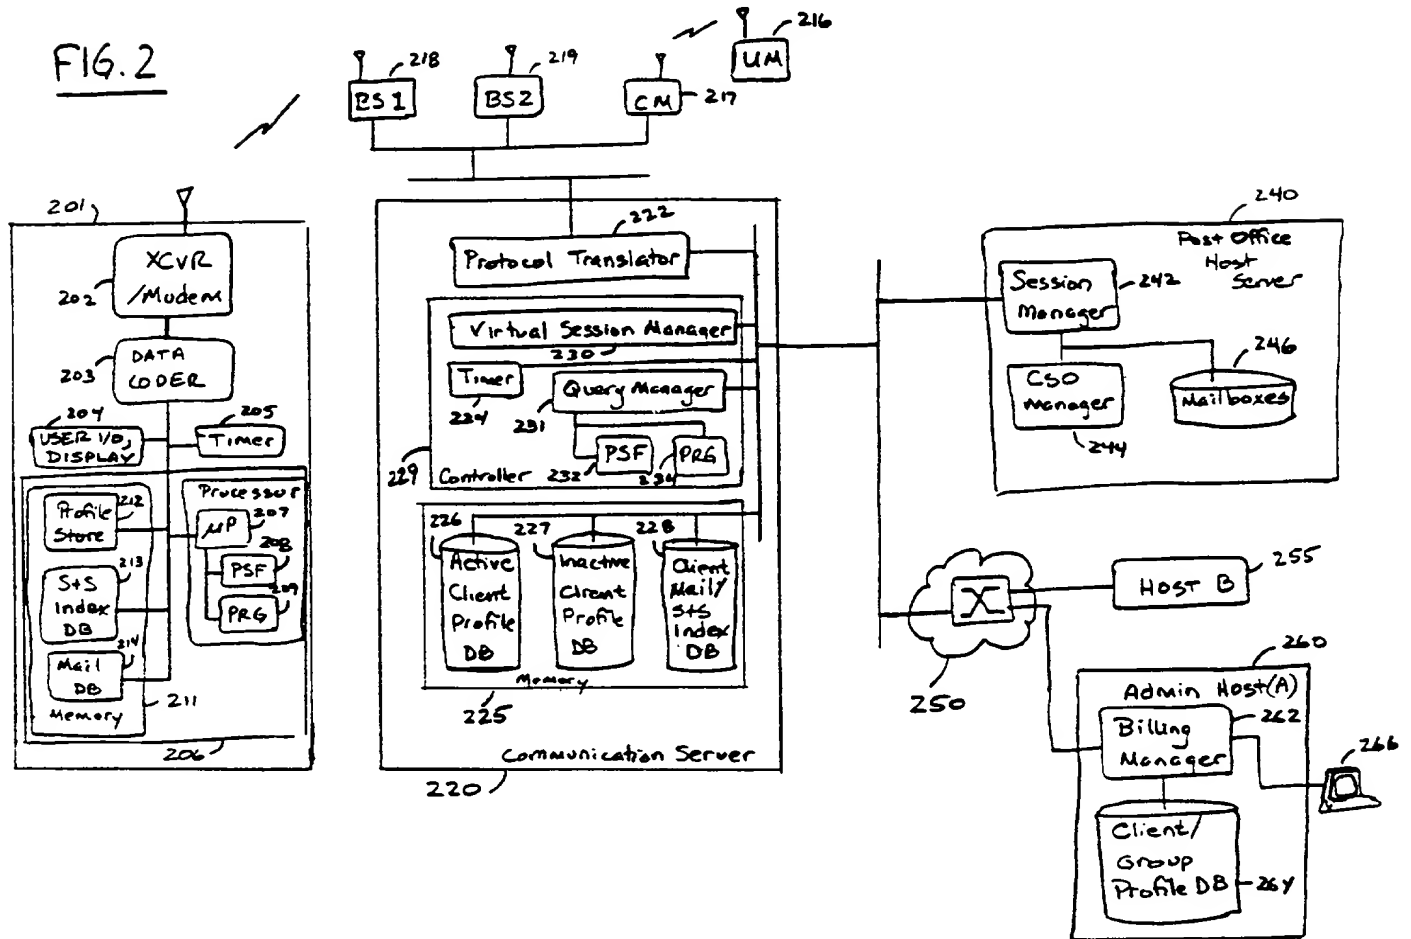 FIG. 2
216
UM
218
BS1
219
BS2
CM
217
201
XCVR
/Modem
202
DATA
CODER
203
204
USER I/O,
DISPLAY
205
Timer
Profile
Store
212
S+S
Index
DB
213
Mail
DB
214
Memory
211
206
Processor
µP
207
PSF
208
PRG
209
222
Protocol Translator
Virtual Session Manager
230
Timer
234
Query Manager
231
PSF
232
PRG
234
229
Controller
226
Active
Client
Profile
DB
227
Inactive
Client
Profile
DB
228
Client
Mail/
S+S
Index
DB
Memory
225
Communication Server
220
240
Post Office
Host
Server
Session
Manager
242
CSO
Manager
244
246
Mailboxes
250
HOST B
255
260
Admin Host(A)
Billing
Manager
262
266
Client/
Group
Profile DB
264